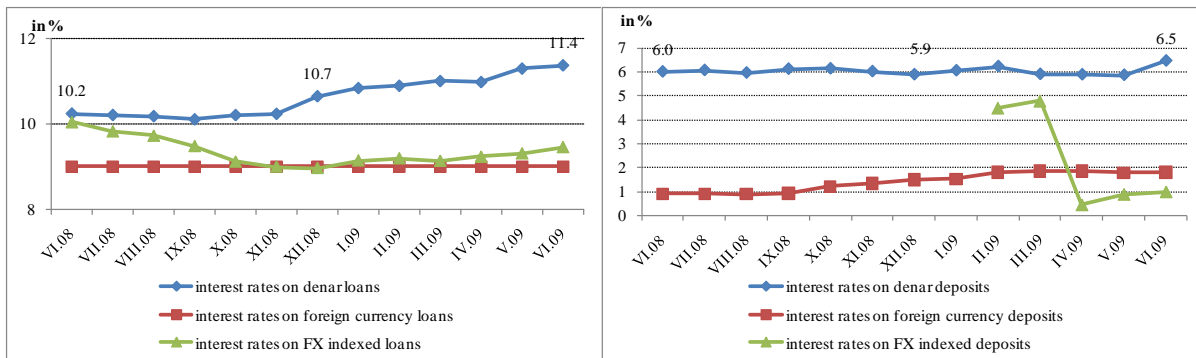 in%
12
11.4
10.7
10.2
10
8
VI.08
VII.08
VIII.08
IX.08
X.08
XI.08
XII.08
I.09
II.09
III.09
IV.09
V.09
VI.09
interest rates on denar loans
interest rates on foreign currency loans
interest rates on FX indexed loans
in%
7
6.0
5.9
6.5
6
5
4
3
2
1
0
VI.08
VII.08
VIII.08
IX.08
X.08
XI.08
XII.08
I.09
II.09
III.09
IV.09
V.09
VI.09
interest rates on denar deposits
interest rates on foreign currency deposits
interest rates on FX indexed deposits